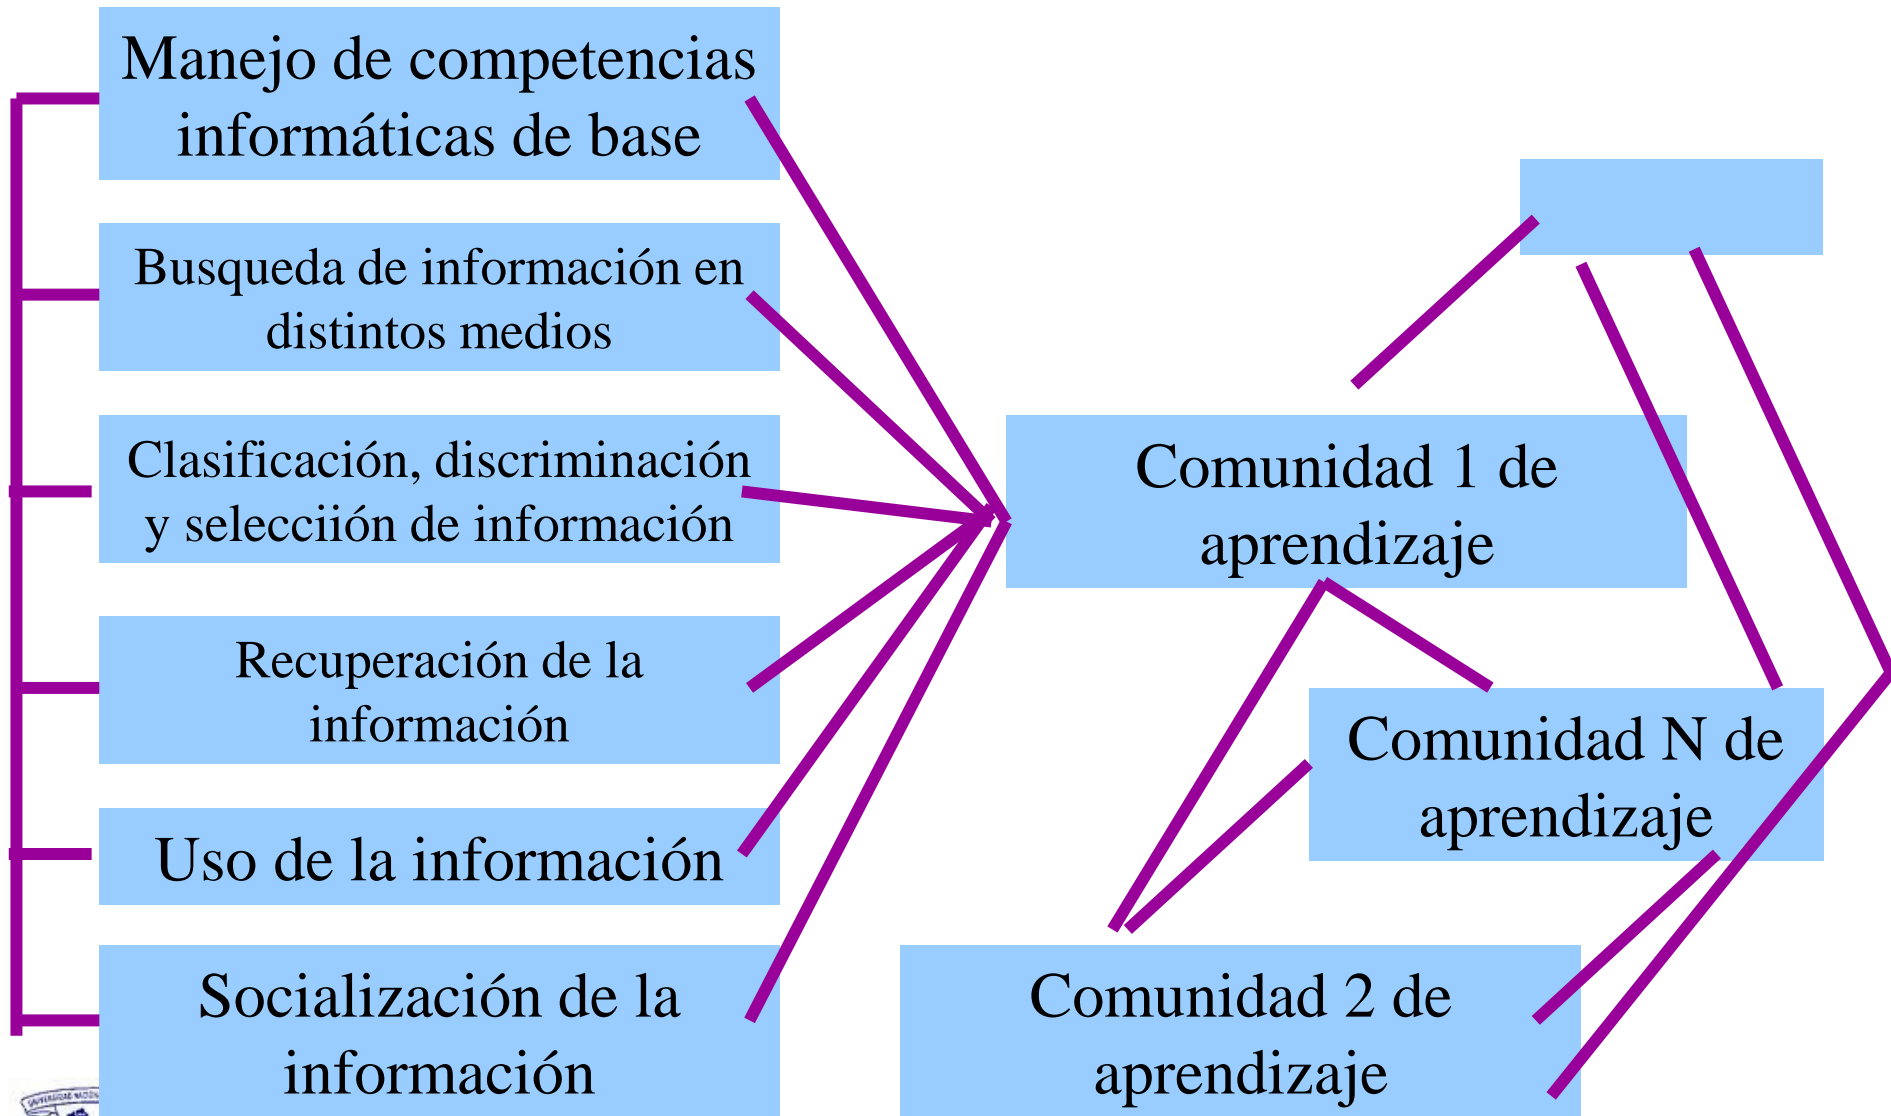 Manejo de competencias
informáticas de base
Busqueda de información en
distintos medios
Clasificación, discriminación
y selecciión de información
Recuperación de la
información
Uso de la información
Socialización de la
información
Comunidad 1 de
aprendizaje
Comunidad N de
aprendizaje
Comunidad 2 de
aprendizaje
UNIVERSIDAD